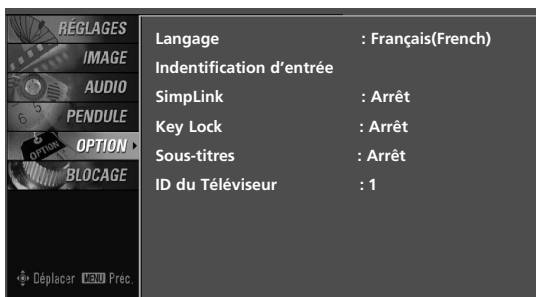 RÉGLAGES
IMAGE
AUDIO
PENDULE
OPTION
BLOCAGE
Déplacer MENU Préc.
Langage : Français(French)
Indentification d'entrée
SimpLink : Arrêt
Key Lock : Arrêt
Sous-titres : Arrêt
ID du Téléviseur : 1